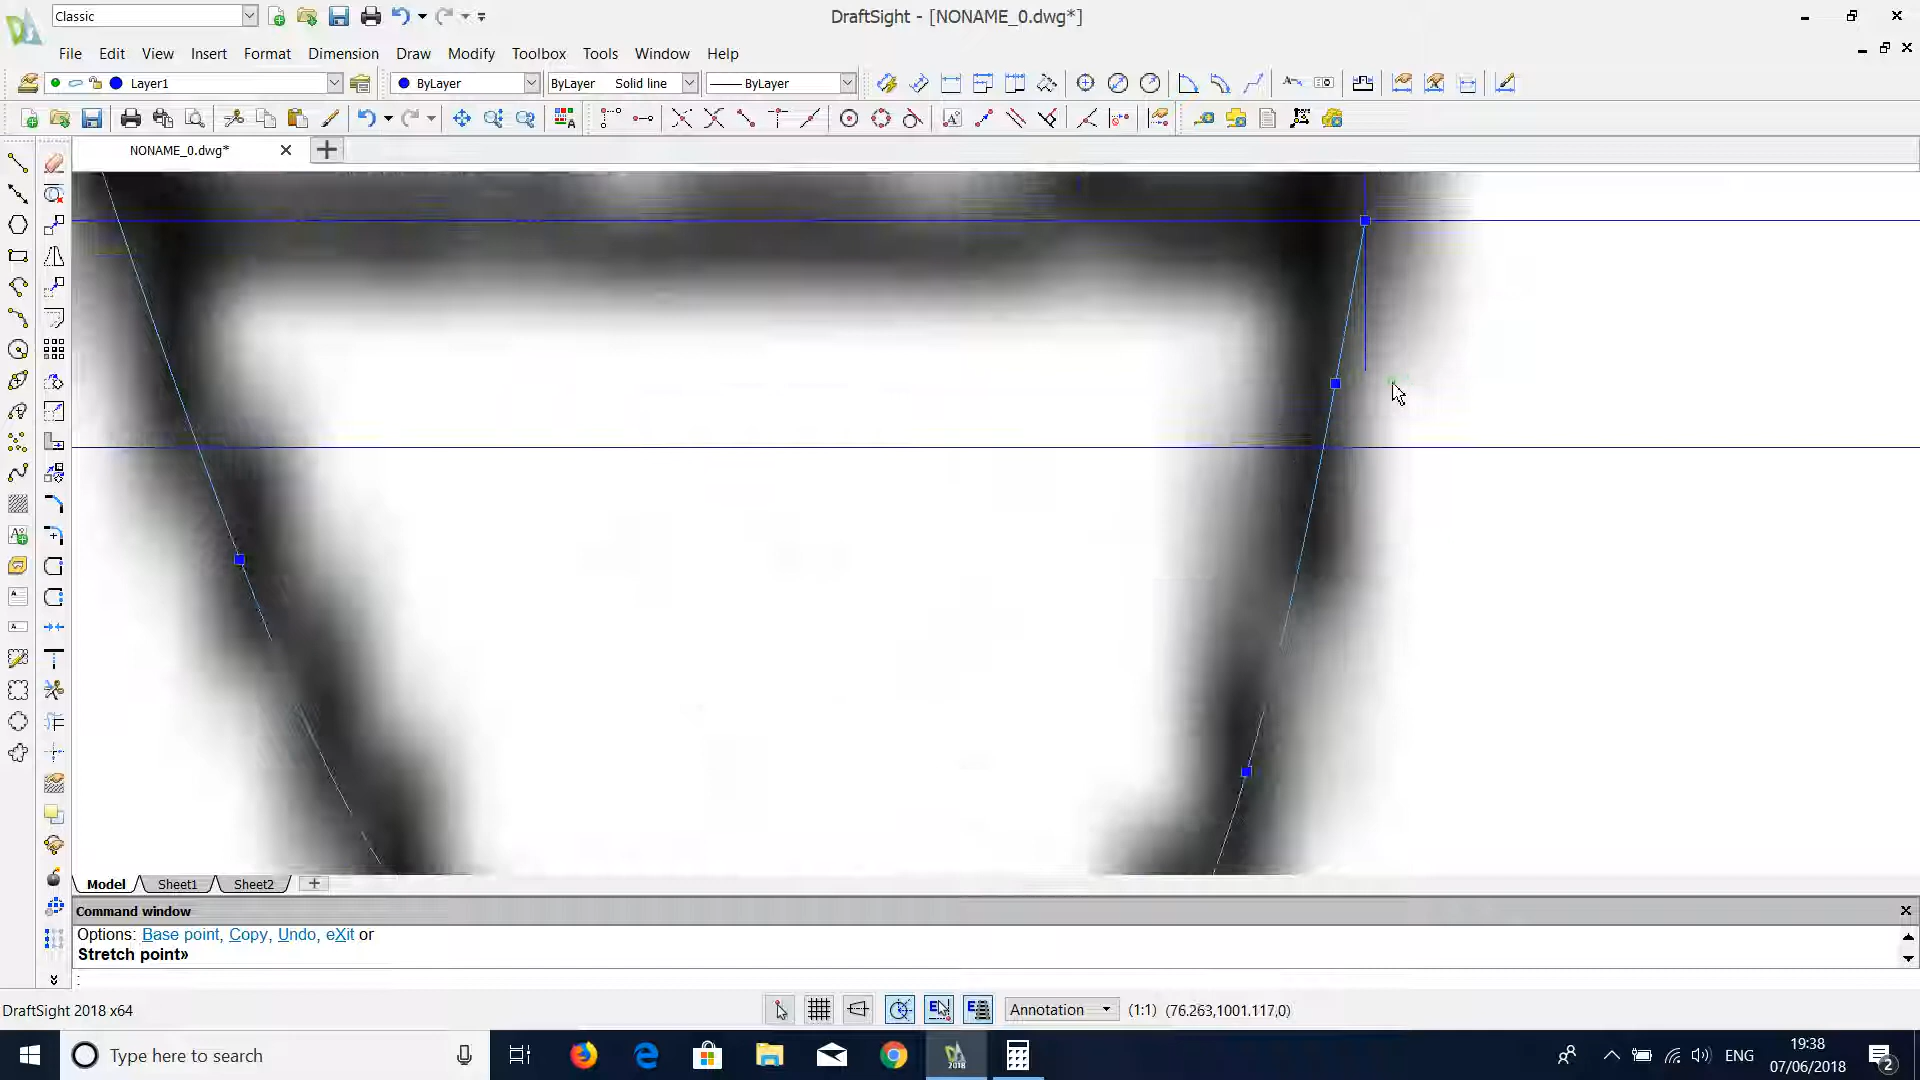 Classic
DraftSight - [NONAME_0.dwg*]
File Edit View Insert Format Dimension Draw Modify Toolbox Tools Window Help
Layer1 ByLayer ByLayer Solid line ByLayer
NONAME_0.dwg*
Model Sheet1 Sheet2
Command window
Options: Base point, Copy, Undo, eXit or
Stretch point»
:
DraftSight 2018 x64 Annotation (1:1) (76.263,1001.117,0)
Type here to search 2018 ENG 19:38
07/06/2018 2